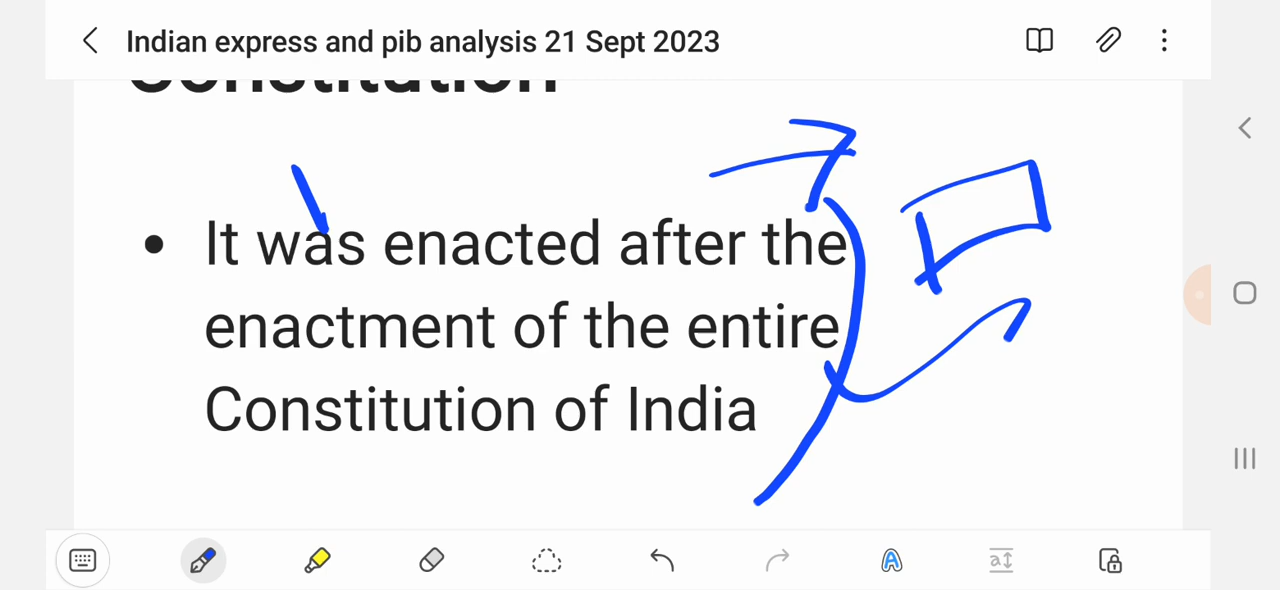 Indian express and pib analysis 21 Sept 2023
Constitution
• It was enacted after the
enactment of the entire
Constitution of India